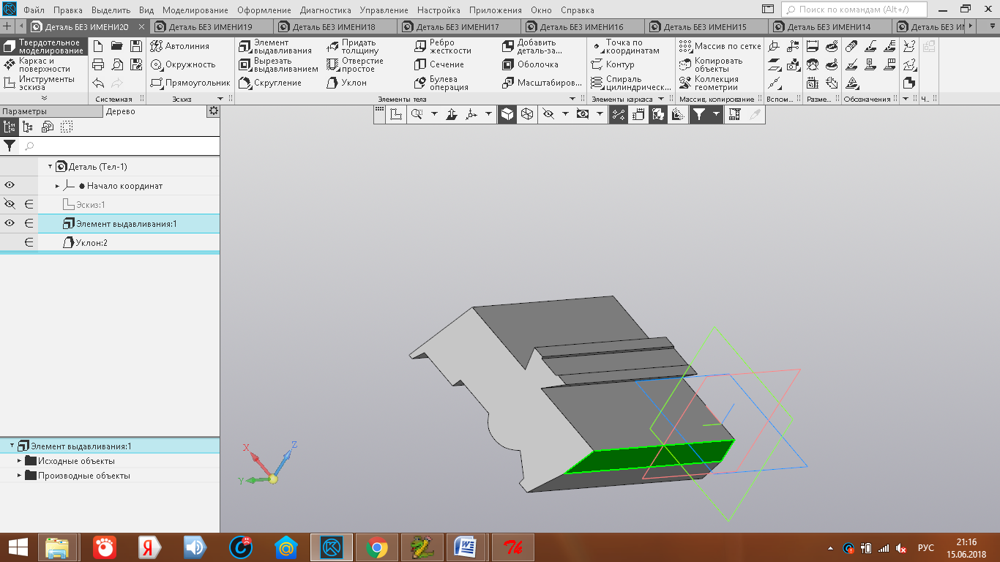 Файл Правка Выделить Вид Моделирование Оформление Диагностика Управление Настройка Приложения Окно Справка
Поиск по командам (Alt+/)
Деталь БЕЗ ИМЕНИ20 Деталь БЕЗ ИМЕНИ19 Деталь БЕЗ ИМЕНИ18 Деталь БЕЗ ИМЕНИ17 Деталь БЕЗ ИМЕНИ16 Деталь БЕЗ ИМЕНИ15 Деталь БЕЗ ИМЕНИ14 Деталь БЕЗ ИМ
Твердотельное
моделирование
Каркас и
поверхности
Инструменты
эскиза
Системная
Автолиния
Окружность
Прямоугольник
Эскиз
Элемент
выдавливания
Вырезать
выдавливанием
Скругление
Придать
толщину
Отверстие
простое
Уклон
Ребро
жесткости
Сечение
Булева
операция
Добавить
деталь-за...
Оболочка
Масштабиров...
Элементы тела
Точка по
координатам
Контур
Спираль
цилиндрическ...
Элементы каркаса
Массив по сетке
Копировать
объекты
Коллекция
геометрии
Массив, копирование
Вспом...
Разме...
Обозначения
Ч...
Параметры Дерево
Деталь (Тел-1)
Начало координат
Эскиз:1
Элемент выдавливания:1
Уклон:2
Элемент выдавливания:1
Исходные объекты
Производные объекты
X
Z
Y
Th
РУС
21:16
15.06.2018